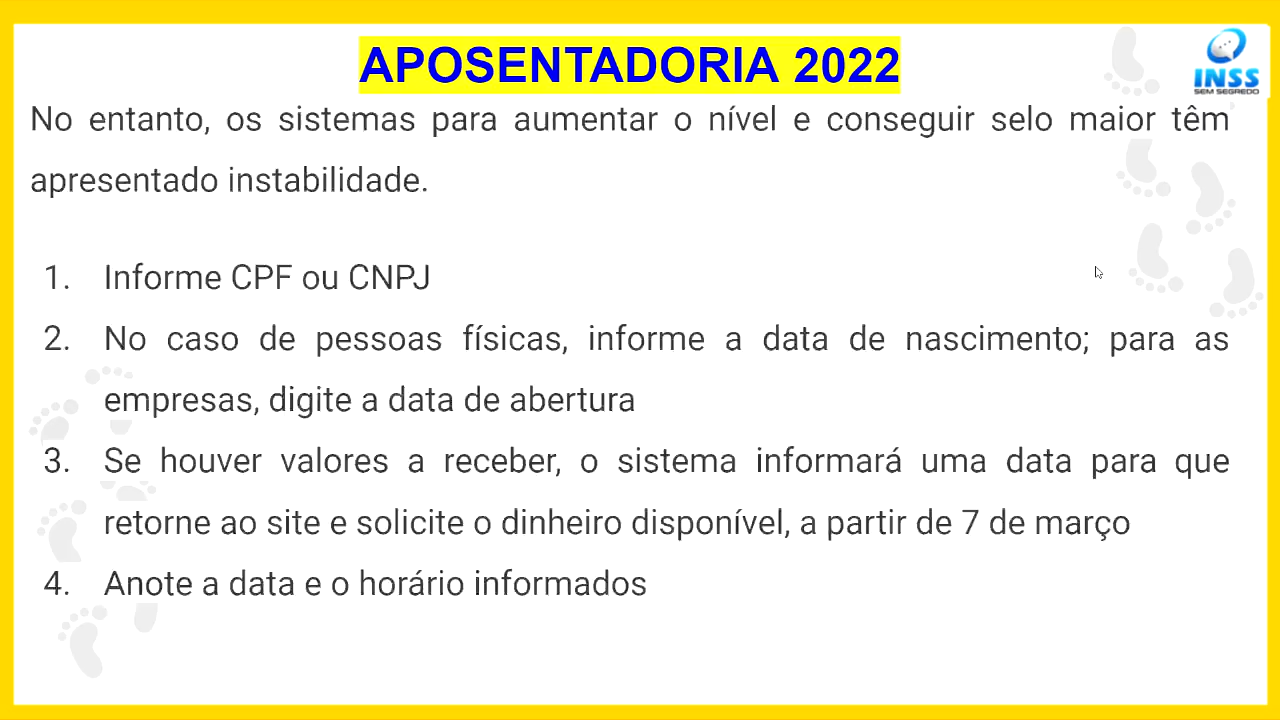 APOSENTADORIA 2022
INSS
SEM SEGREDO
No entanto, os sistemas para aumentar o nível e conseguir selo maior têm
apresentado instabilidade.
1. Informe CPF ou CNPJ
2. No caso de pessoas físicas, informe a data de nascimento; para as
empresas, digite a data de abertura
3. Se houver valores a receber, o sistema informará uma data para que
retorne ao site e solicite o dinheiro disponível, a partir de 7 de março
4. Anote a data e o horário informados